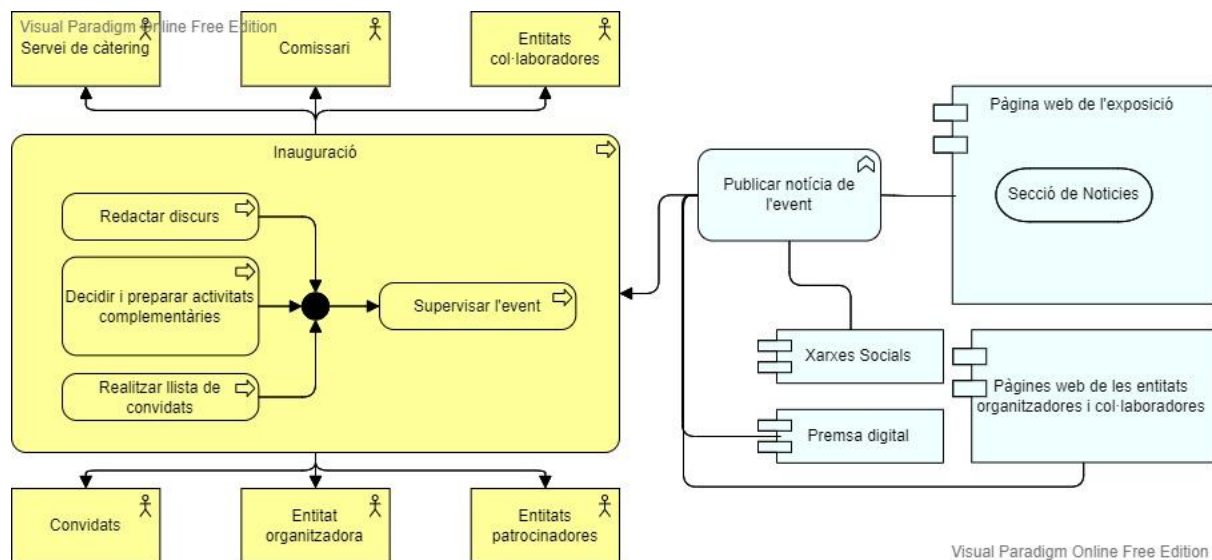 Visual Paradigm Online Free Edition
Servei de càtering
Comissari
Entitats
col·laboradores
Inauguració
Redactar discurs
Decidir i preparar activitats
complementàries
Realitzar llista de
convidats
Supervisar l'event
Publicar notícia de
l'event
Pàgina web de l'exposició
Secció de Noticies
Xarxes Socials
Premsa digital
Pàgines web de les entitats
organitzadores i col·laboradores
Convidats
Entitat
organitzadora
Entitats
patrocinadores
Visual Paradigm Online Free Edition